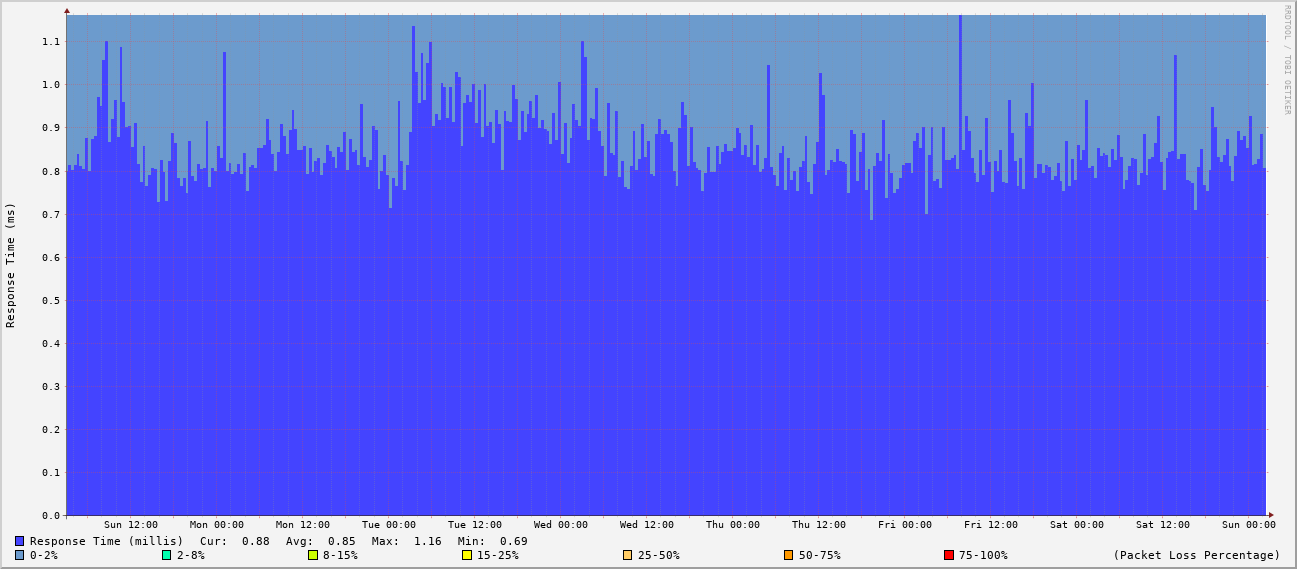 RRDTOOL / TOBI OETIKER
Response Time (ms)
1.1
1.0
0.9
0.8
0.7
0.6
0.5
0.4
0.3
0.2
0.1
0.0
Sun 12:00 Mon 00:00 Mon 12:00 Tue 00:00 Tue 12:00 Wed 00:00 Wed 12:00 Thu 00:00 Thu 12:00 Fri 00:00 Fri 12:00 Sat 00:00 Sat 12:00 Sun 00:00
Response Time (millis) Cur: 0.88 Avg: 0.85 Max: 1.16 Min: 0.69
0-2% 2-8% 8-15% 15-25% 25-50% 50-75% 75-100% (Packet Loss Percentage)